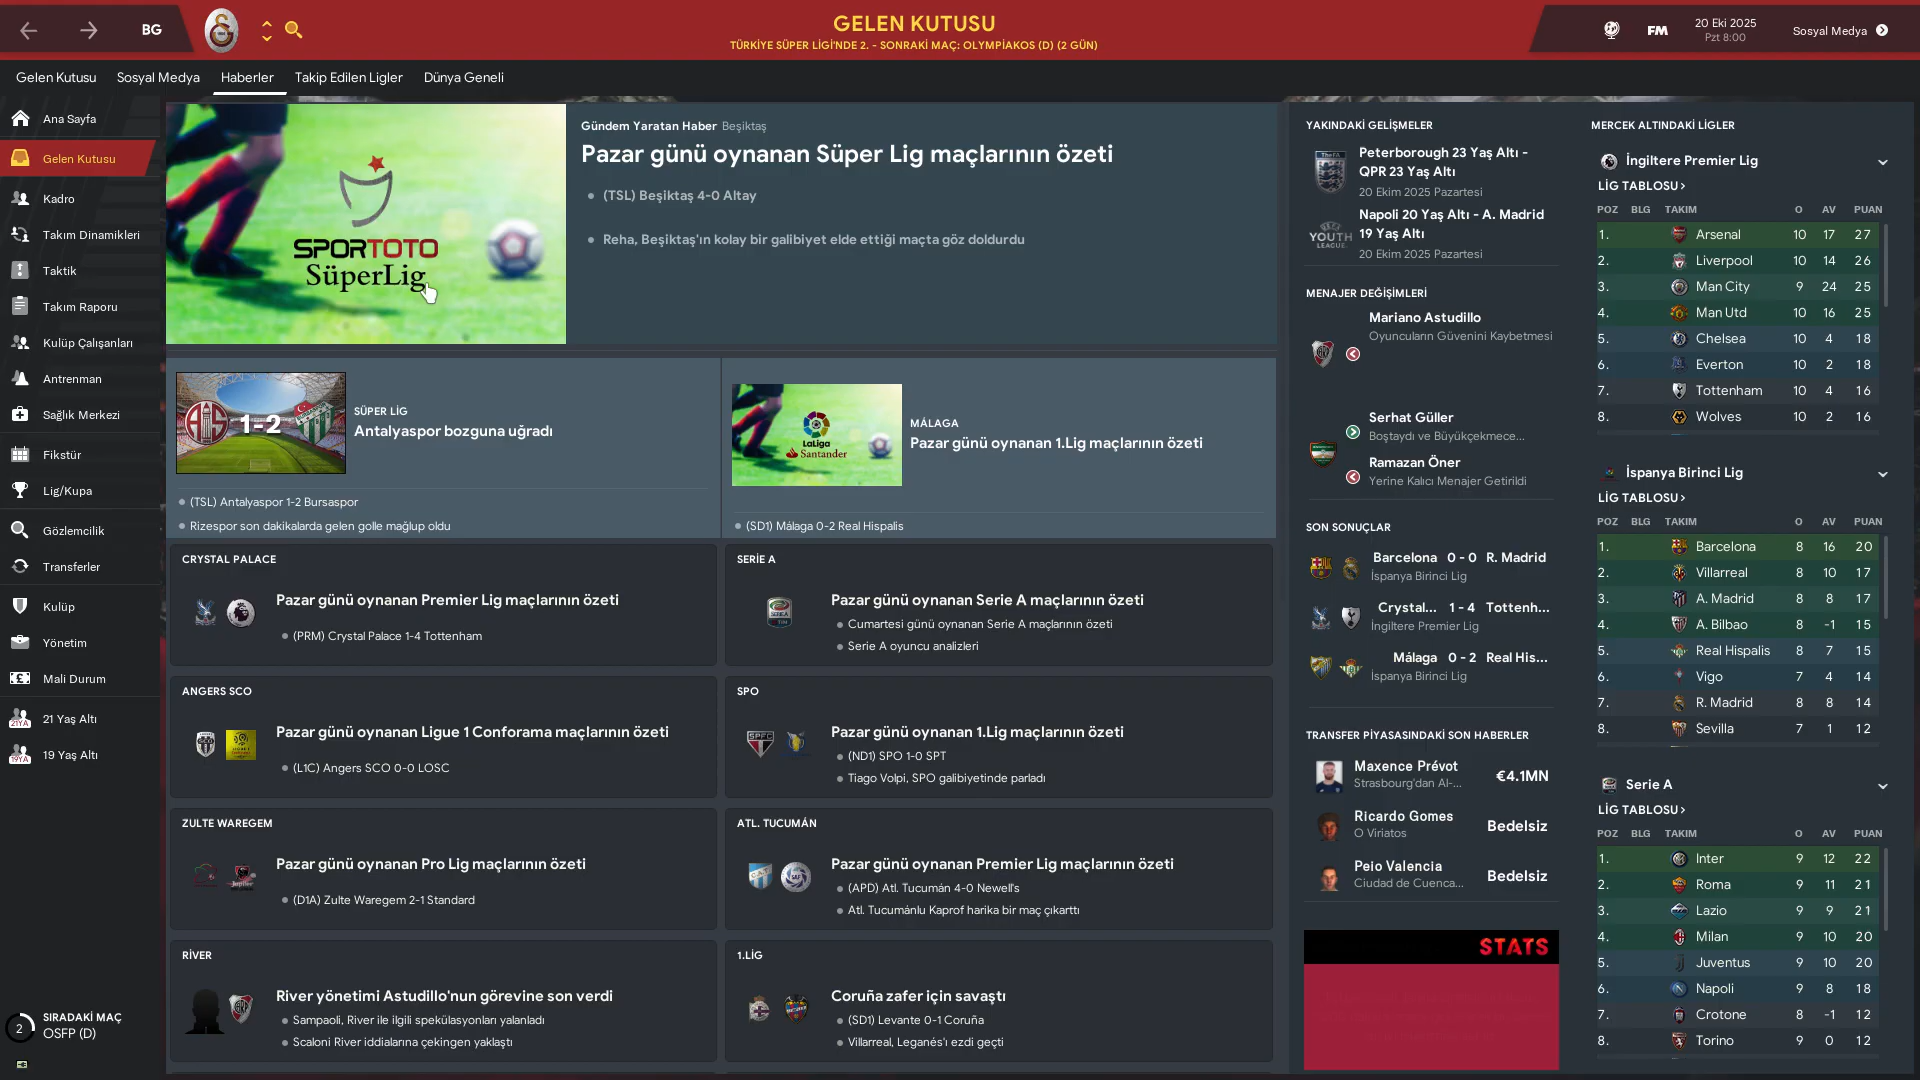 BG
GELEN KUTUSU
TÜRKİYE SÜPER LİGİ'NDE 2. - SONRAKİ MAÇ: OLYMPIAKOS (D) (2 GÜN)
FM
20 Eki 2025
Pzt 8:00
Sosyal Medya
Gelen Kutusu
Sosyal Medya
Haberler
Takip Edilen Ligler
Dünya Geneli
Ana Sayfa
Gelen Kutusu
Kadro
Takım Dinamikleri
Taktik
Takım Raporu
Kulüp Çalışanları
Antrenman
Sağlık Merkezi
Fikstür
Lig/Kupa
Gözlemcilik
Transferler
Kulüp
Yönetim
Mali Durum
21YA
21 Yaş Altı
19YA
19 Yaş Altı
2
SIRADAKİ MAÇ
OSFP (D)
SPORTOTO
SüperLig
Gündem Yaratan Haber Beşiktaş
Pazar günü oynanan Süper Lig maçlarının özeti
(TSL) Beşiktaş 4-0 Altay
Reha, Beşiktaş'ın kolay bir galibiyet elde ettiği maçta göz doldurdu
1-2
SÜPER LİG
Antalyaspor bozguna uğradı
(TSL) Antalyaspor 1-2 Bursaspor
Rizespor son dakikalarda gelen golle mağlup oldu
LaLiga
Santander
MÁLAGA
Pazar günü oynanan 1.Lig maçlarının özeti
(SD1) Málaga 0-2 Real Hispalis
CRYSTAL PALACE
Pazar günü oynanan Premier Lig maçlarının özeti
(PRM) Crystal Palace 1-4 Tottenham
SERIE A
Pazar günü oynanan Serie A maçlarının özeti
Cumartesi günü oynanan Serie A maçlarının özeti
Serie A oyuncu analizleri
ANGERS SCO
Pazar günü oynanan Ligue 1 Conforama maçlarının özeti
(L1C) Angers SCO 0-0 LOSC
SPO
SPFC
Pazar günü oynanan 1.Lig maçlarının özeti
(ND1) SPO 1-0 SPT
Tiago Volpi, SPO galibiyetinde parladı
ZULTE WAREGEM
Pazar günü oynanan Pro Lig maçlarının özeti
(D1A) Zulte Waregem 2-1 Standard
ATL. TUCUMÁN
Pazar günü oynanan Premier Lig maçlarının özeti
(APD) Atl. Tucumán 4-0 Newell's
Atl. Tucumánlu Kaprof harika bir maç çıkarttı
RİVER
River yönetimi Astudillo'nun görevine son verdi
Sampaoli, River ile ilgili spekülasyonları yalanladı
Scaloni River iddialarına çekingen yaklaştı
1.LİG
Coruña zafer için savaştı
(SD1) Levante 0-1 Coruña
Villarreal, Leganés'ı ezdi geçti
YAKINDAKİ GELİŞMELER
Peterborough 23 Yaş Altı -
QPR 23 Yaş Altı
20 Ekim 2025 Pazartesi
UEFA
YOUTH
LEAGUE
Napoli 20 Yaş Altı - A. Madrid
19 Yaş Altı
20 Ekim 2025 Pazartesi
MENAJER DEĞİŞİMLERİ
Mariano Astudillo
Oyuncuların Güvenini Kaybetmesi
Serhat Güller
Boştaydı ve Büyükçekmece...
Ramazan Öner
Yerine Kalıcı Menajer Getirildi
SON SONUÇLAR
Barcelona 0 - 0 R. Madrid
İspanya Birinci Lig
Crystal... 1 - 4 Tottenh...
İngiltere Premier Lig
Málaga 0 - 2 Real His...
İspanya Birinci Lig
TRANSFER PİYASASINDAKİ SON HABERLER
Maxence Prévot
Strasbourg'dan Al-...
€4.1MN
Ricardo Gomes
O Viriatos
Bedelsiz
Peio Valencia
Ciudad de Cuenca...
Bedelsiz
STATS
MERCEK ALTINDAKİ LİGLER
İngiltere Premier Lig
LİG TABLOSU >
POZ BLG TAKIM O AV PUAN
1. Arsenal 10 17 27
2. Liverpool 10 14 26
3. Man City 9 24 25
4. Man Utd 10 16 25
5. Chelsea 10 4 18
6. Everton 10 2 18
7. Tottenham 10 4 16
8. Wolves 10 2 16
İspanya Birinci Lig
LİG TABLOSU >
POZ BLG TAKIM O AV PUAN
1. Barcelona 8 16 20
2. Villarreal 8 10 17
3. A. Madrid 8 8 17
4. A. Bilbao 8 -1 15
5. Real Hispalis 8 7 15
6. Vigo 7 4 14
7. R. Madrid 8 8 14
8. Sevilla 7 1 12
Serie A
LİG TABLOSU >
POZ BLG TAKIM O AV PUAN
1. Inter 9 12 22
2. Roma 9 11 21
3. Lazio 9 9 21
4. Milan 9 10 20
5. Juventus 9 10 20
6. Napoli 9 8 18
7. Crotone 8 -1 12
8. Torino 9 0 12